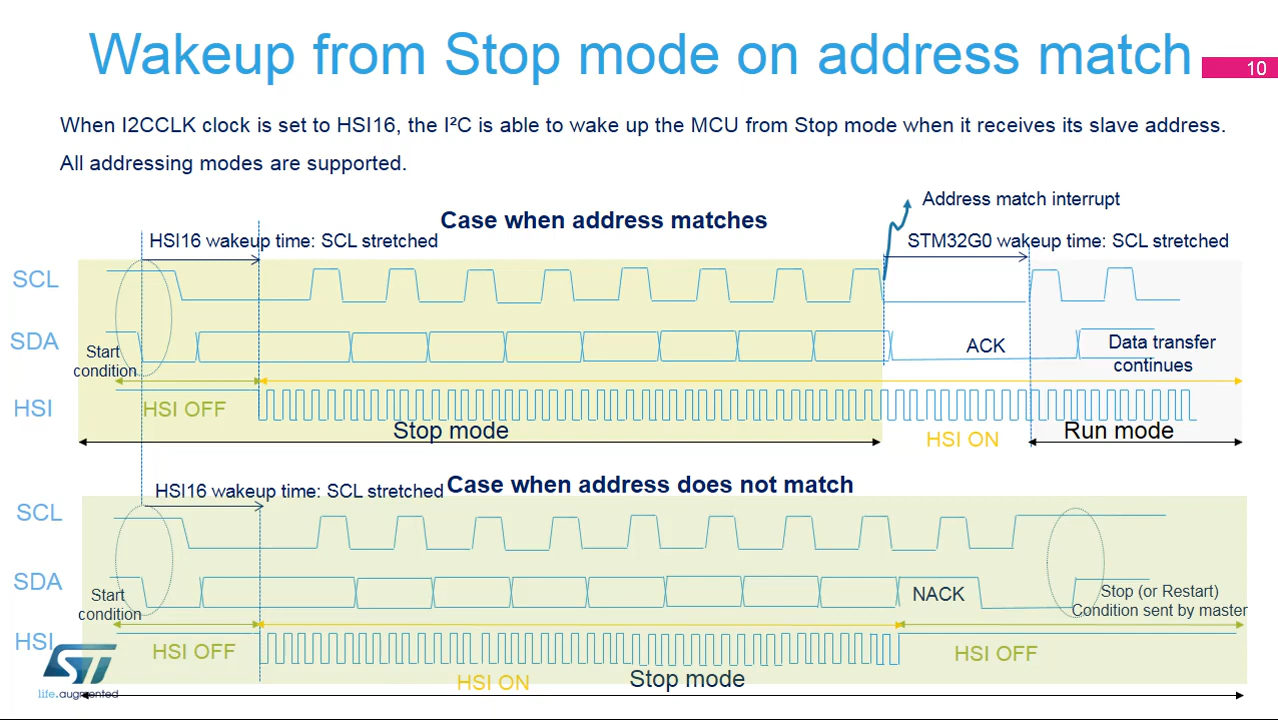 Wakeup from Stop mode on address match
10
When I2CCLK clock is set to HSI16, the I²C is able to wake up the MCU from Stop mode when it receives its slave address.
All addressing modes are supported.
Address match interrupt
Case when address matches
HSI16 wakeup time: SCL stretched
STM32G0 wakeup time: SCL stretched
SCL
SDA
Start
condition
ACK
Data transfer
continues
HSI
HSI OFF
Stop mode
HSI ON
Run mode
Case when address does not match
HSI16 wakeup time: SCL stretched
SCL
SDA
Start
condition
NACK
Stop (or Restart)
Condition sent by master
HSI
HSI OFF
HSI OFF
HSI ON
Stop mode
ST
life.augmented